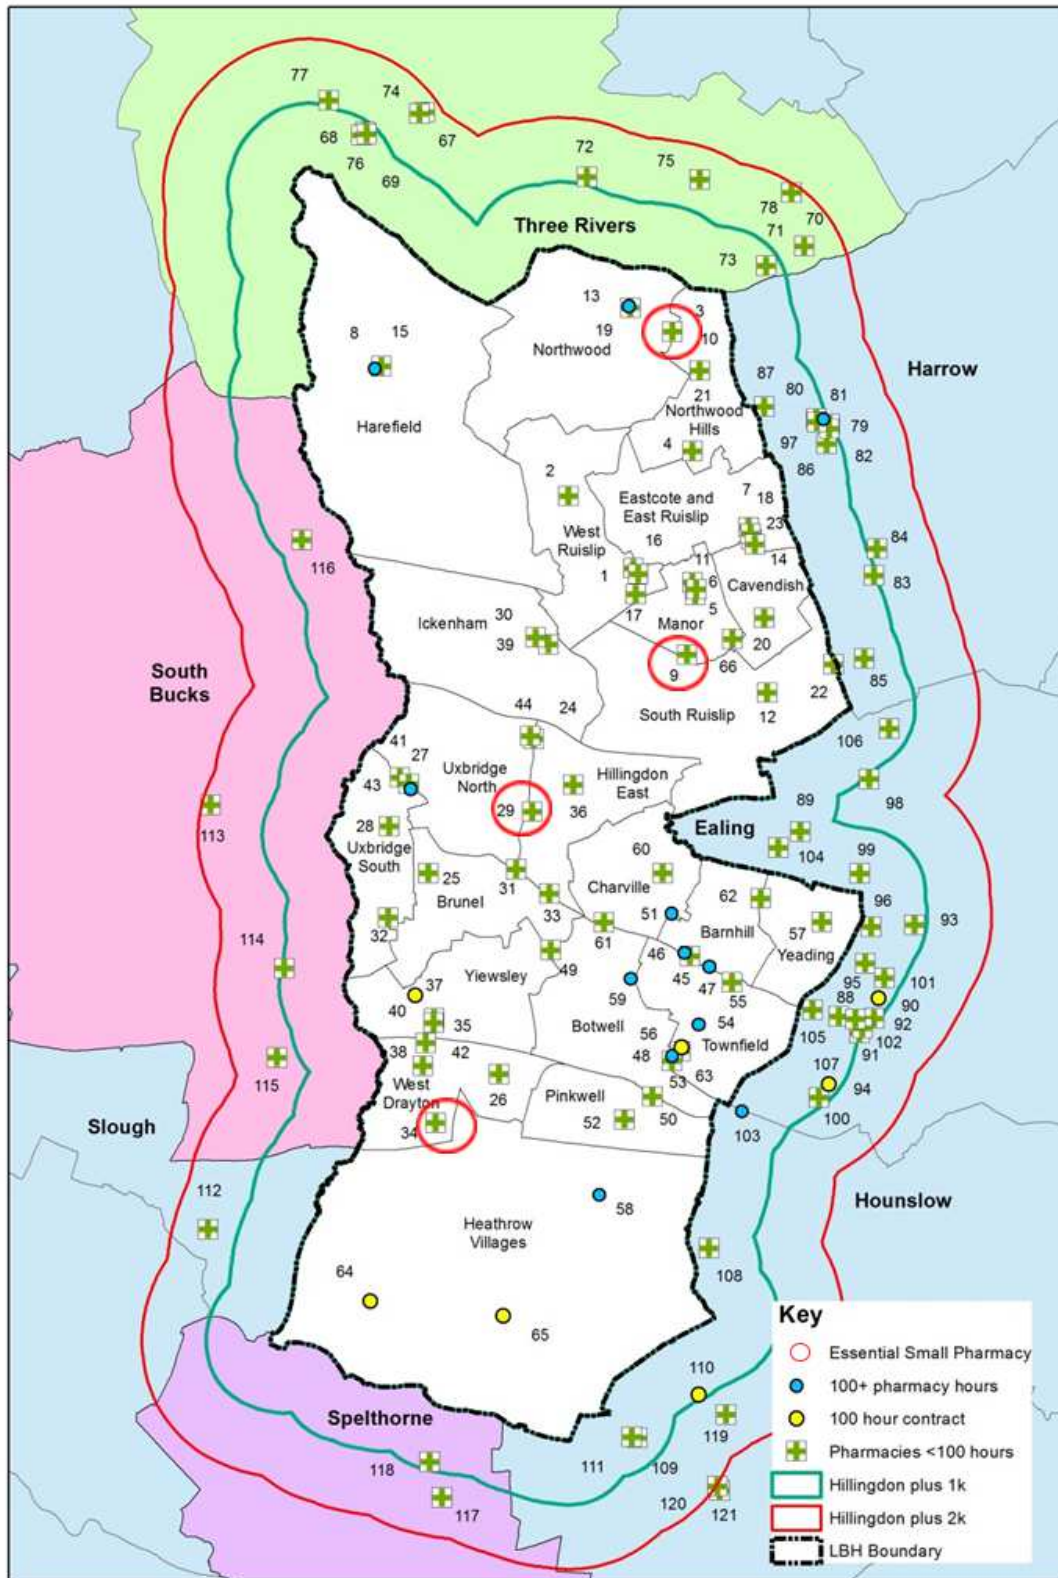 77
74
68
67
76
69
72
75
78
70
71
73
Three Rivers
13
3
19
10
Northwood
8
15
21
87
80
81
Harrow
79
Northwood
Hills
97
82
86
Harefield
4
2
7
18
Eastcote and
East Ruislip
23
West
Ruislip
16
14
84
83
116
1
11
6
5
Cavendish
17
Manor
20
30
Ickenham
39
66
9
22
85
South
Bucks
12
South Ruislip
44
24
106
41
27
43
Uxbridge
North
Hillingdon
East
36
98
29
113
28
Uxbridge
South
89
Ealing
104
99
60
25
31
Brunel
Charville
62
33
96
93
32
51
Barnhill
57
61
Yeading
114
46
45
47
49
37
Yiewsley
55
95
101
40
59
88
90
35
Botwell
56
54
105
92
Townfield
102
38
42
48
91
53
63
107
94
115
West
Drayton
26
Pinkwell
50
100
52
34
103
Slough
112
58
Hounslow
Heathrow
Villages
108
64
65
Key
Essential Small Pharmacy
100+ pharmacy hours
100 hour contract
Pharmacies <100 hours
Hillingdon plus 1k
Hillingdon plus 2k
LBH Boundary
110
Spelthorne
119
118
111
109
117
120
121